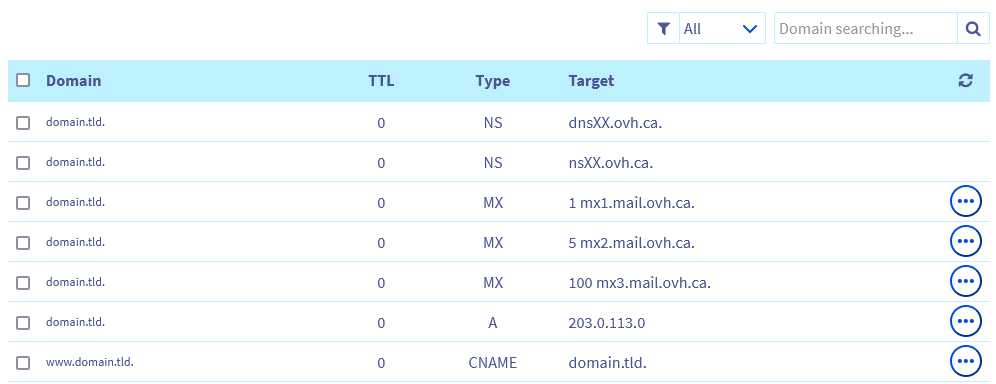 All Domain searching...
Domain TTL Type Target
domain.tld. 0 NS dnsXX.ovh.ca.
domain.tld. 0 NS nsXX.ovh.ca.
domain.tld. 0 MX 1 mx1.mail.ovh.ca.
domain.tld. 0 MX 5 mx2.mail.ovh.ca.
domain.tld. 0 MX 100 mx3.mail.ovh.ca.
domain.tld. 0 A 203.0.113.0
www.domain.tld. 0 CNAME domain.tld.